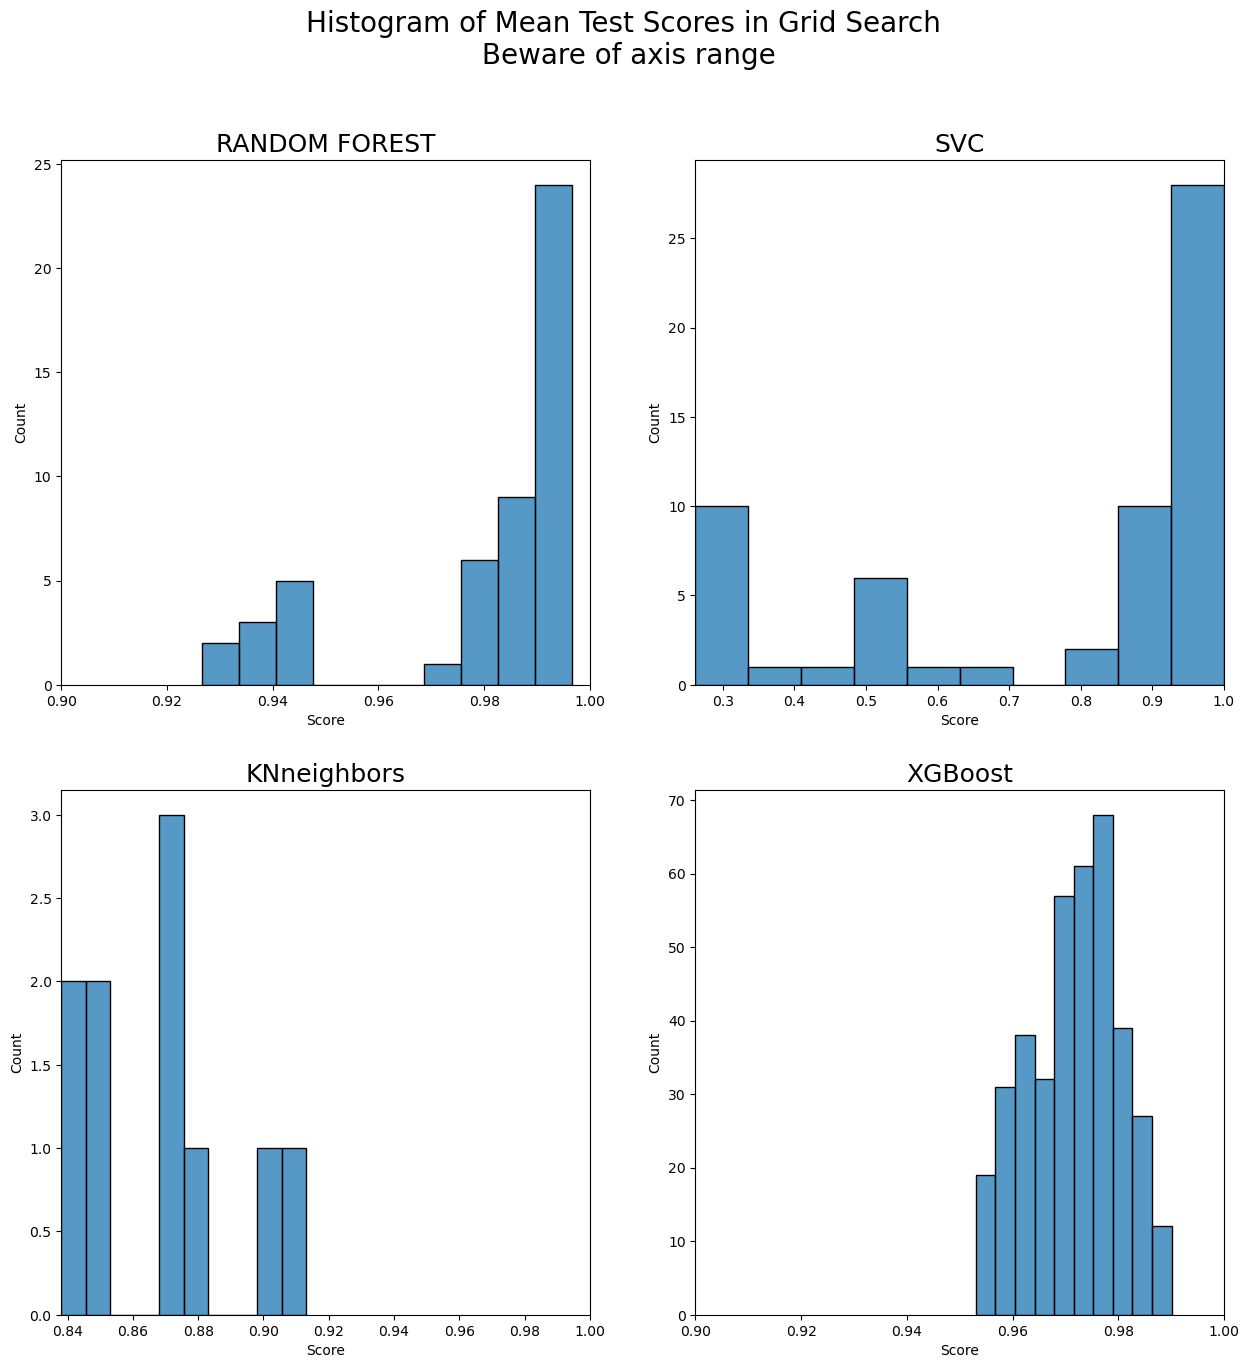 Histogram of Mean Test Scores in Grid Search
Beware of axis range
RANDOM FOREST
25
20
15
10
5
0
Count
0.90 0.92 0.94 0.96 0.98 1.00
Score
SVC
25
20
15
10
5
0
Count
0.3 0.4 0.5 0.6 0.7 0.8 0.9 1.0
Score
KNneighbors
3.0
2.5
2.0
1.5
1.0
0.5
0.0
Count
0.84 0.86 0.88 0.90 0.92 0.94 0.96 0.98 1.00
Score
XGBoost
70
60
50
40
30
20
10
0
Count
0.90 0.92 0.94 0.96 0.98 1.00
Score